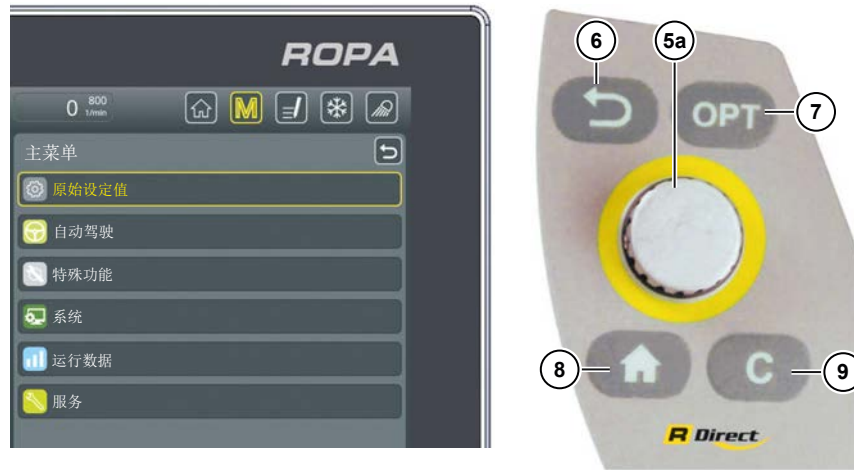 ROPA
0 800 1/min M
主菜单
原始设定值
自动驾驶
特殊功能
系统
运行数据
服务
6 5a
OPT 7
8 C 9
R Direct